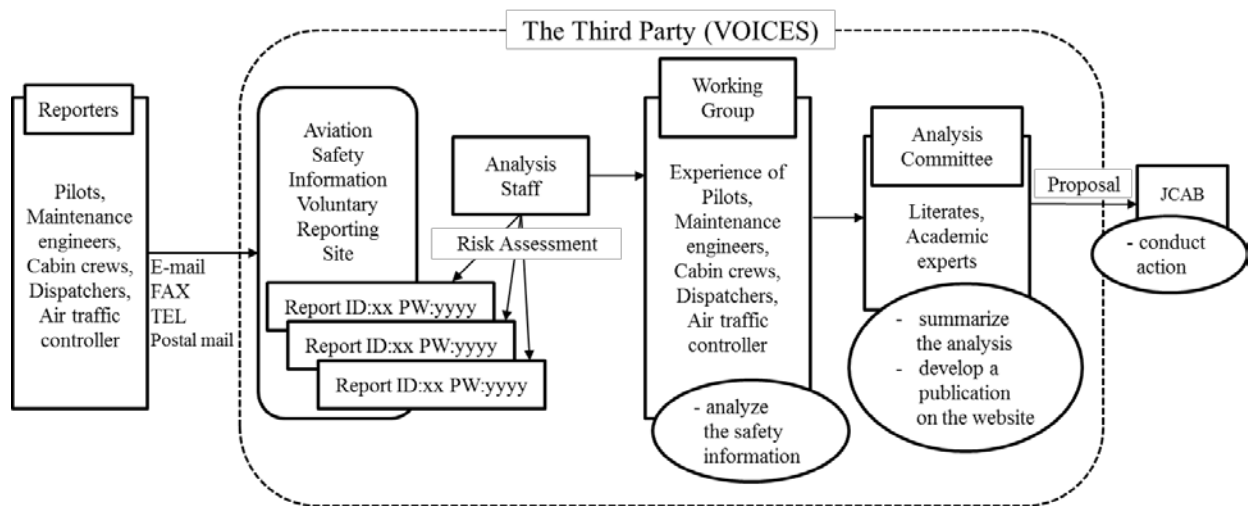 The Third Party (VOICES)
Reporters
Pilots,
Maintenance
engineers,
Cabin crews,
Dispatchers,
Air traffic
controller
E-mail
FAX
TEL
Postal mail
Aviation
Safety
Information
Voluntary
Reporting
Site
Report ID:xx PW:yyyy
Report ID:xx PW:yyyy
Report ID:xx PW:yyyy
Analysis
Staff
Risk Assessment
Working
Group
Experience of
Pilots,
Maintenance
engineers,
Cabin crews,
Dispatchers,
Air traffic
controller
- analyze
the safety
information
Analysis
Committee
Literates,
Academic
experts
- summarize
the analysis
- develop a
publication
on the website
Proposal
JCAB
- conduct
action